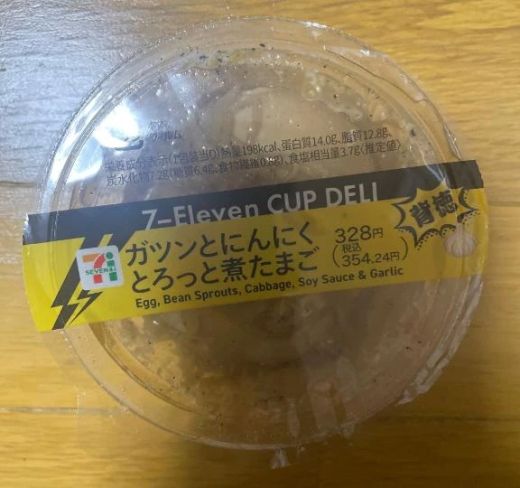 栄養成分表示(1包装当り)熱量198kcal、蛋白質14.0g、脂質12.8g、
炭水化物7.2g(糖質6.4g、食物繊維0.8g)、食塩相当量3.7g(推定値)
7-Eleven CUP DELI
7
SEVEN&i
ガツンとにんにく
とろっと煮たまご
328円
(税込
354.24円)
背徳
Egg, Bean Sprouts, Cabbage, Soy Sauce & Garlic